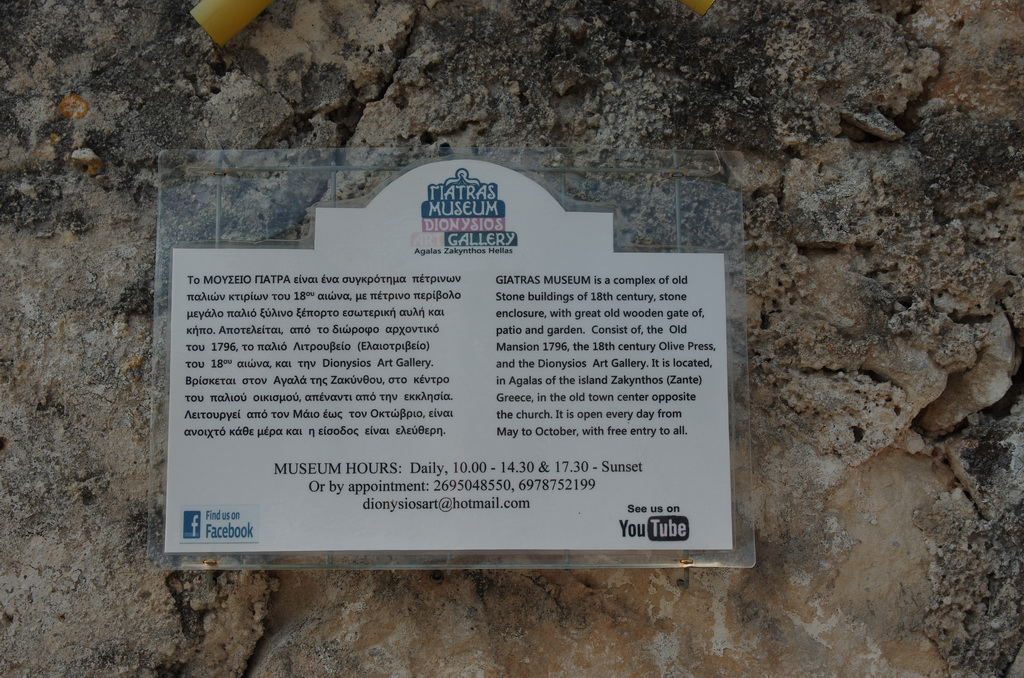 ΓΙATRAS
MUSEUM
DIONYSIOS
ART GALLERY
Agalas Zakynthos Hellas
Το ΜΟΥΣΕΙΟ ΓΙΑΤΡΑ είναι ένα συγκρότημα πέτρινων
παλιών κτιρίων του 18ου αιώνα, με πέτρινο περίβολο
μεγάλο παλιό ξύλινο ξέπορτο εσωτερική αυλή και
κήπο. Αποτελείται, από το διώροφο αρχοντικό
του 1796, το παλιό Λιτρουβείο (Ελαιοτριβείο)
του 18ου αιώνα, και την Dionysios Art Gallery.
Βρίσκεται στον Αγαλά της Ζακύνθου, στο κέντρο
του παλιού οικισμού, απέναντι από την εκκλησία.
Λειτουργεί από τον Μάιο έως τον Οκτώβριο, είναι
ανοιχτό κάθε μέρα και η είσοδος είναι ελεύθερη.
GIATRAS MUSEUM is a complex of old
Stone buildings of 18th century, stone
enclosure, with great old wooden gate of,
patio and garden. Consist of, the Old
Mansion 1796, the 18th century Olive Press,
and the Dionysios Art Gallery. It is located,
in Agalas of the island Zakynthos (Zante)
Greece, in the old town center opposite
the church. It is open every day from
May to October, with free entry to all.
MUSEUM HOURS: Daily, 10.00 - 14.30 & 17.30 - Sunset
Or by appointment: 2695048550, 6978752199
dionysiosart@hotmail.com
f Find us on
Facebook
See us on
YouTube